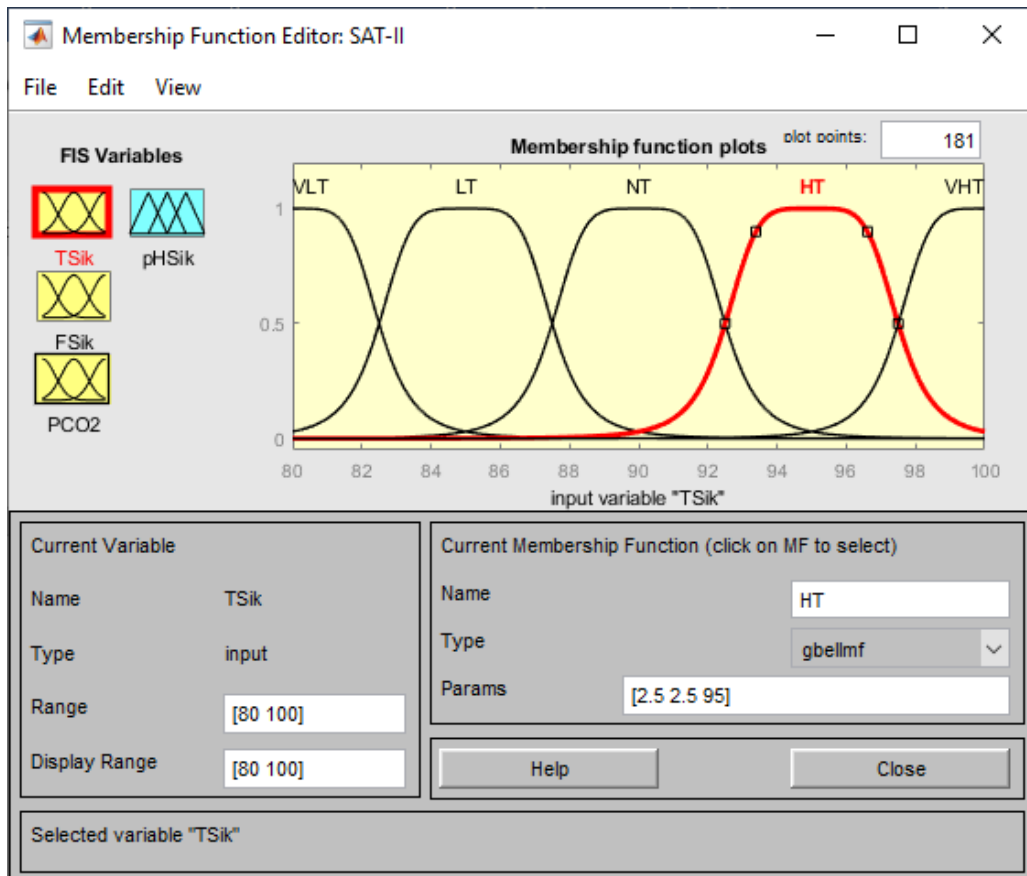 Membership Function Editor: SAT-II
File Edit View
FIS Variables
TSik
pHSik
FSik
PCO2
Membership function plots
plot points:
181
VLT LT NT HT VHT
1
0.5
0
80 82 84 86 88 90 92 94 96 98 100
input variable "TSik"
Current Variable
Name TSik
Type input
Range [80 100]
Display Range [80 100]
Current Membership Function (click on MF to select)
Name HT
Type gbellmf
Params [2.5 2.5 95]
Help Close
Selected variable "TSik"